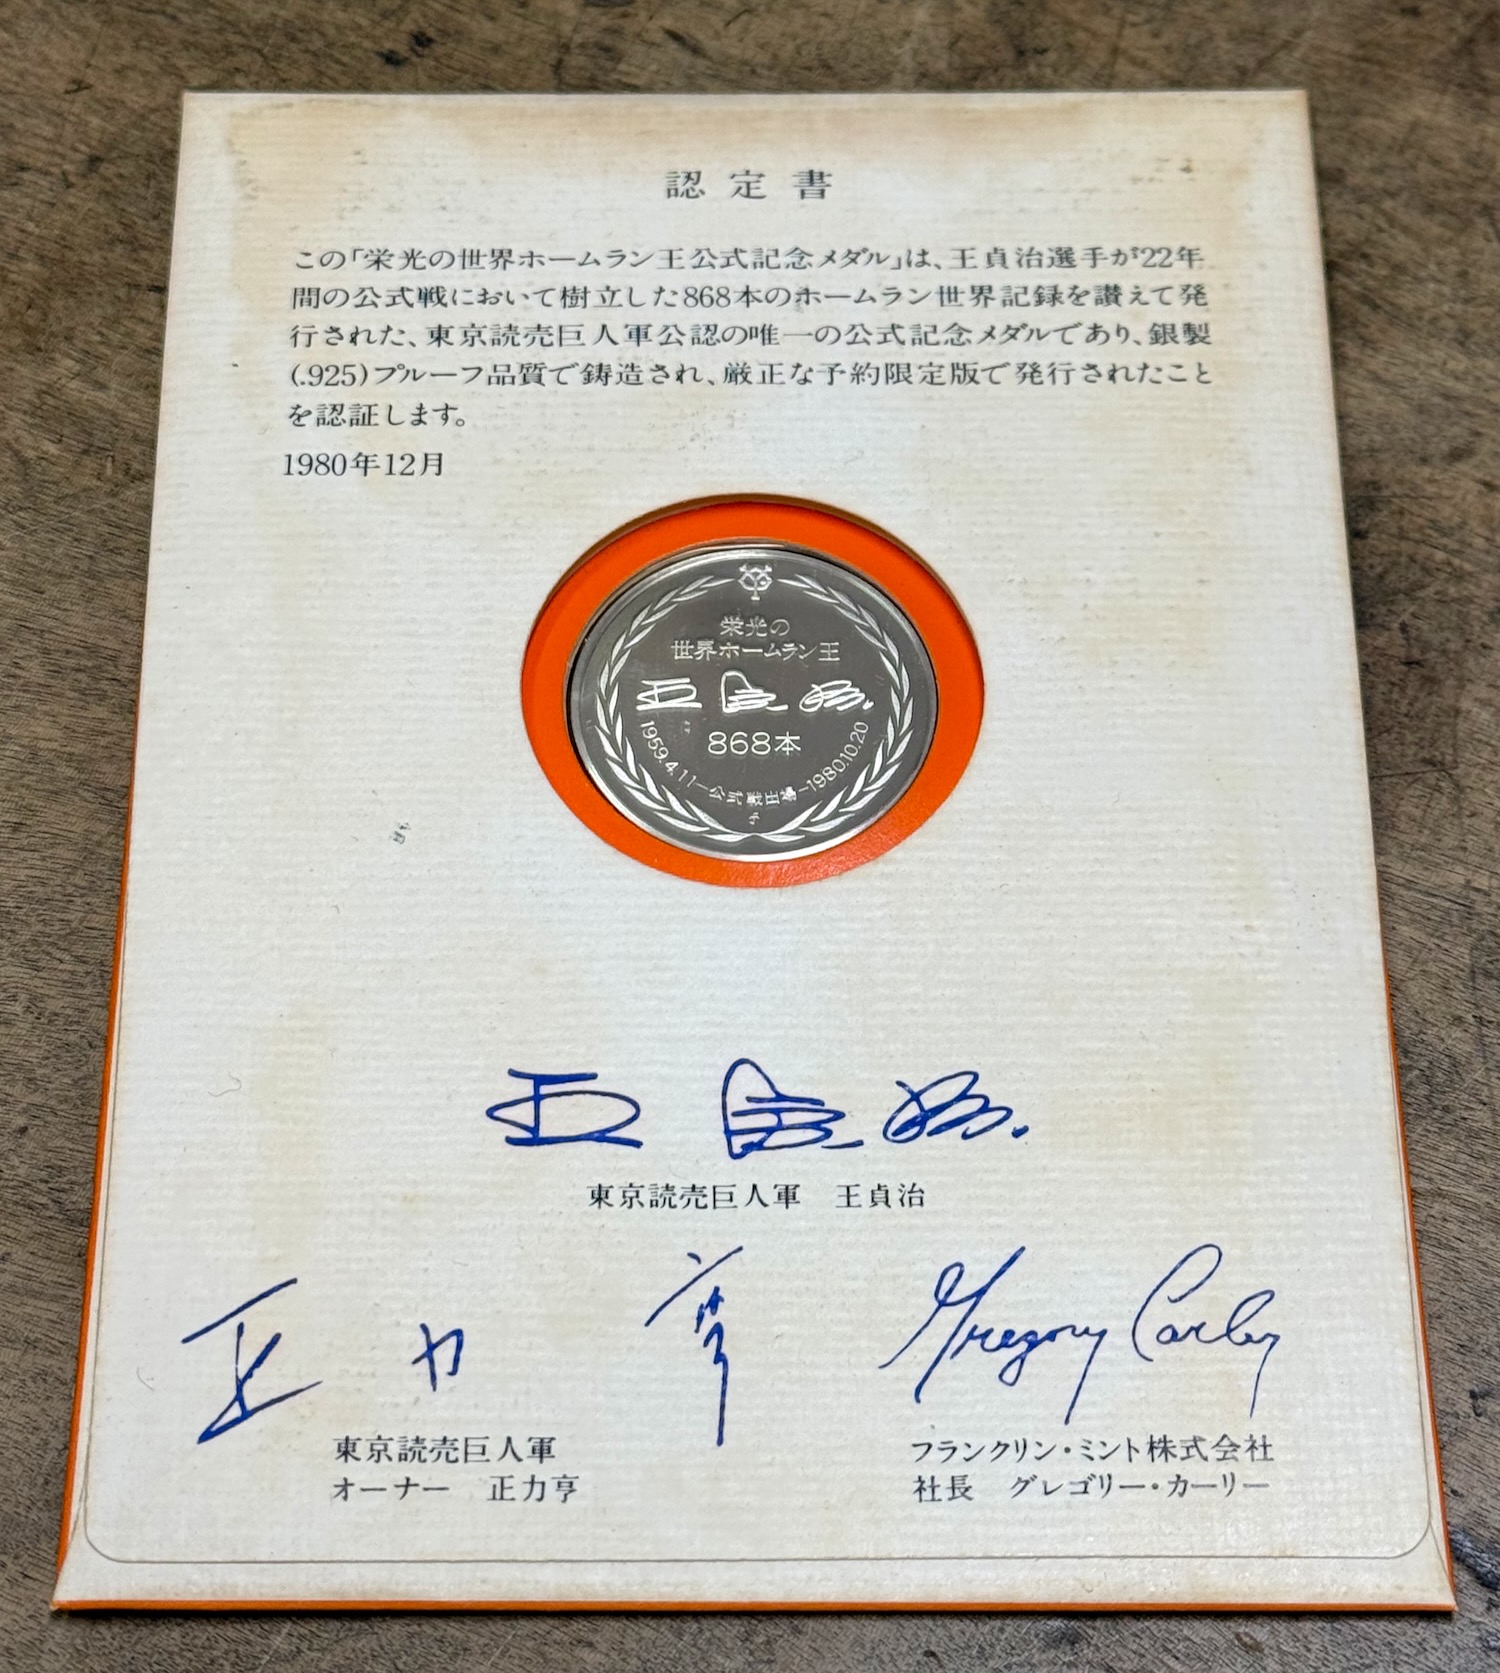 認定書
この「栄光の世界ホームラン王公式記念メダル」は、王貞治選手が22年
間の公式戦において樹立した868本のホームラン世界記録を讃えて発
行された、東京読売巨人軍公認の唯一の公式記念メダルであり、銀製
(.925)プルーフ品質で鋳造され、厳正な予約限定版で発行されたこと
を認証します。
1980年12月
栄光の
世界ホームラン王
王貞治
868本
1959.4.11-公式戦出場-1980.10.20
王貞治
東京読売巨人軍 王貞治
正力亨
東京読売巨人軍
オーナー 正力亨
Gregory Carley
フランクリン・ミント株式会社
社長 グレゴリー・カーリー